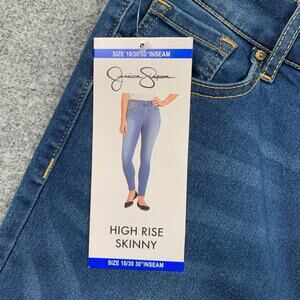 SIZE 10/30 30"INSEAM
Jessica Simpson
HIGH RISE
SKINNY
SIZE 10/30 30"INSEAM